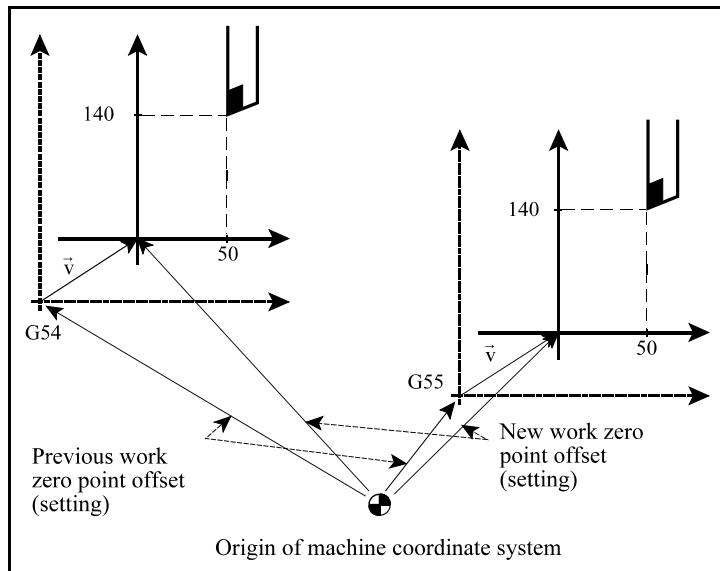 140
50
v
G54
140
50
v
G55
Previous work
zero point offset
(setting)
New work zero
point offset
(setting)
Origin of machine coordinate system